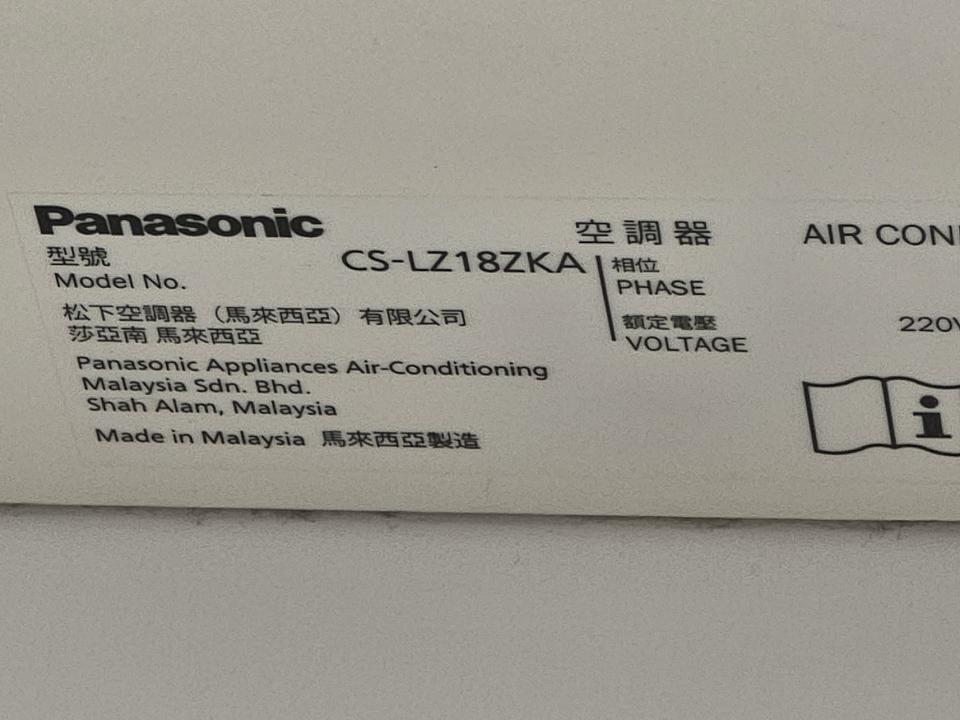 Panasonic
空調器 AIR CON
型號 CS-LZ18ZKA 相位
Model No. PHASE
松下空調器（馬來西亞）有限公司 額定電壓 220V
莎亞南 馬來西亞 VOLTAGE
Panasonic Appliances Air-Conditioning
Malaysia Sdn. Bhd.
Shah Alam, Malaysia
Made in Malaysia 馬來西亞製造